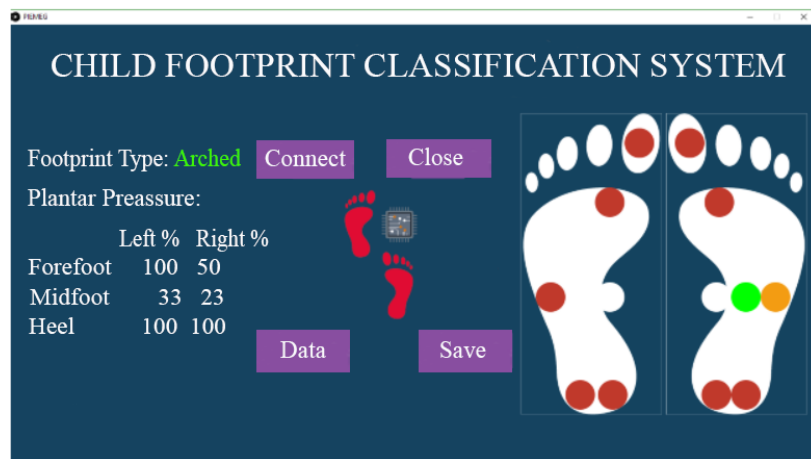 PIEMEG
CHILD FOOTPRINT CLASSIFICATION SYSTEM
Footprint Type: Arched
Connect
Close
Plantar Preassure:
Left % Right %
Forefoot 100 50
Midfoot 33 23
Heel 100 100
Data
Save